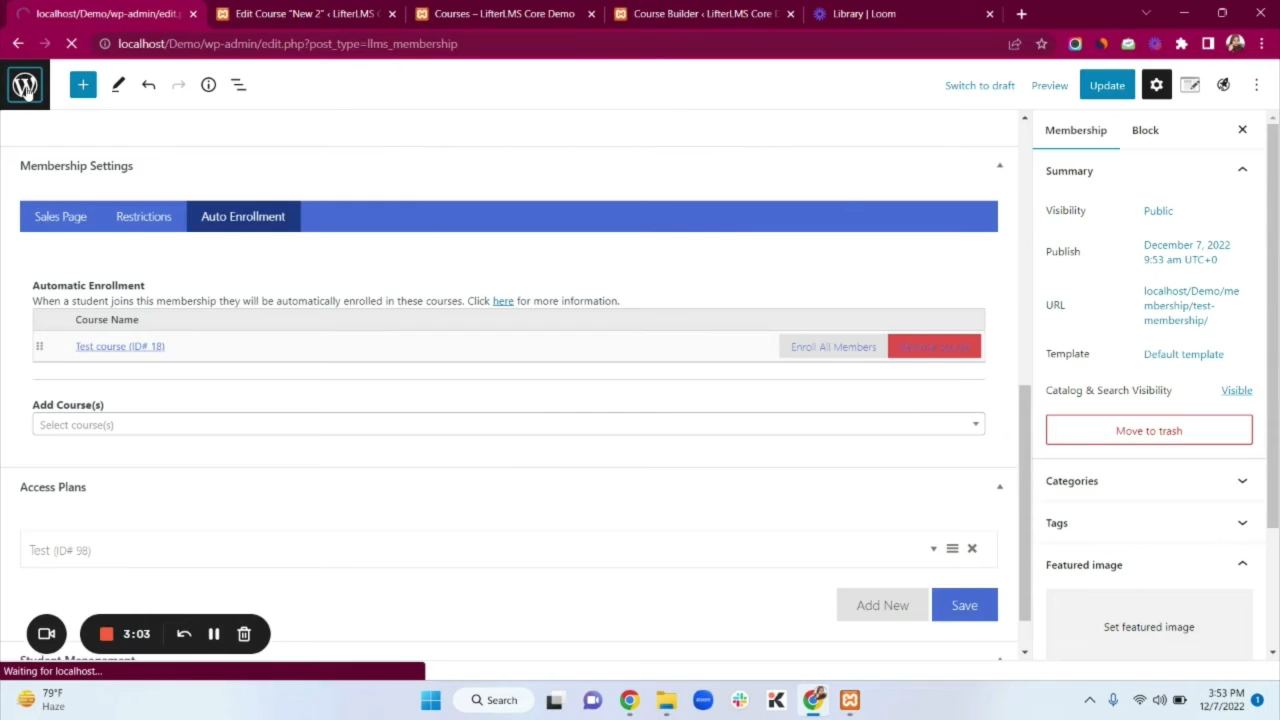 localhost/Demo/wp-admin/edit.p
Edit Course "New 2" ‹ LifterLMS C
Courses – LifterLMS Core Demo
Course Builder ‹ LifterLMS Core D
Library | Loom
localhost/Demo/wp-admin/edit.php?post_type=llms_membership
Switch to draft
Preview
Update
Membership Settings
Membership
Block
Summary
Sales Page
Restrictions
Auto Enrollment
Visibility
Public
Publish
December 7, 2022
9:53 am UTC+0
Automatic Enrollment
When a student joins this membership they will be automatically enrolled in these courses. Click here for more information.
URL
localhost/Demo/me
mbership/test-
membership/
Course Name
Test course (ID# 18)
Enroll All Members
Template
Default template
Catalog & Search Visibility
Visible
Add Course(s)
Select course(s)
Move to trash
Access Plans
Categories
Tags
Test (ID# 98)
Featured image
Add New
Save
Set featured image
3:03
Student Management
Waiting for localhost...
79°F
Haze
Search
zoom
3:53 PM
12/7/2022
1